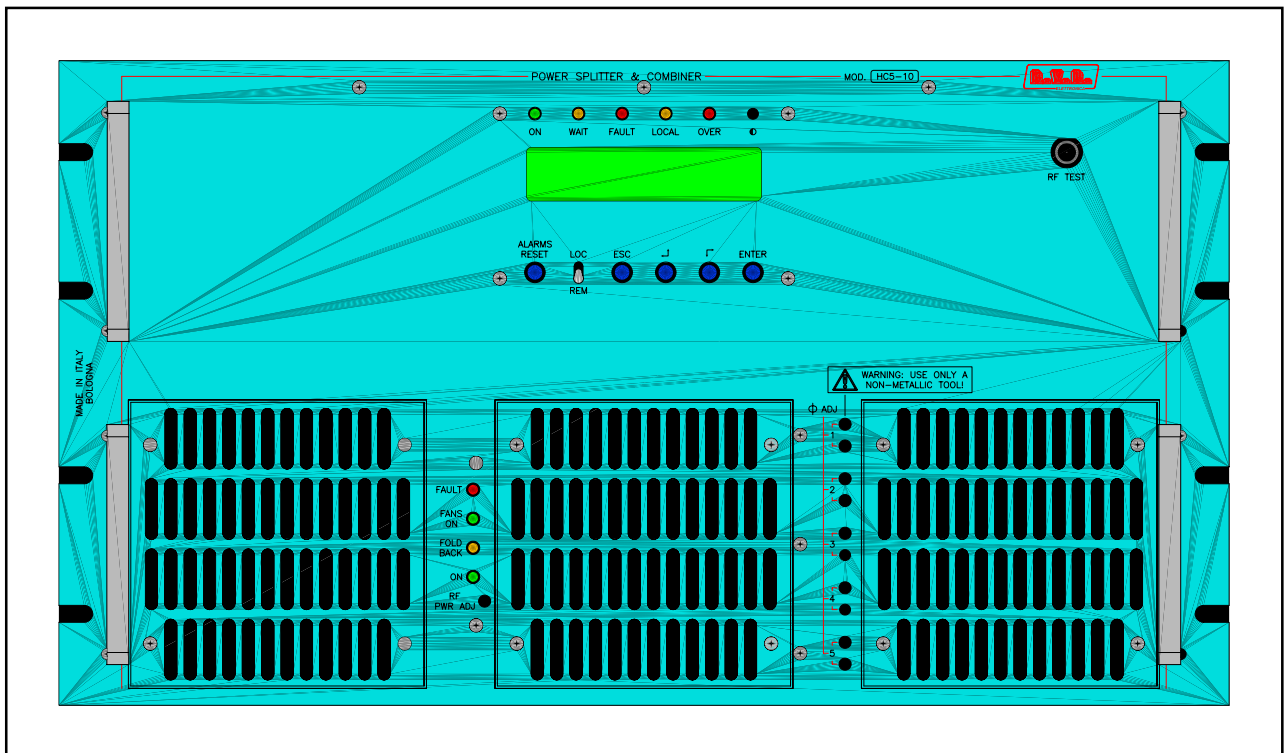 POWER SPLITTER & COMBINER
MOD. HC5-10
ON WAIT FAULT LOCAL OVER
RF TEST
ALARMS
RESET
LOC
REM
ESC
ENTER
MADE IN ITALY
BOLOGNA
WARNING: USE ONLY A
NON-METALLIC TOOL!
Φ ADJ
1
2
3
4
5
FAULT
FANS
ON
FOLD
BACK
ON
RF
PWR ADJ